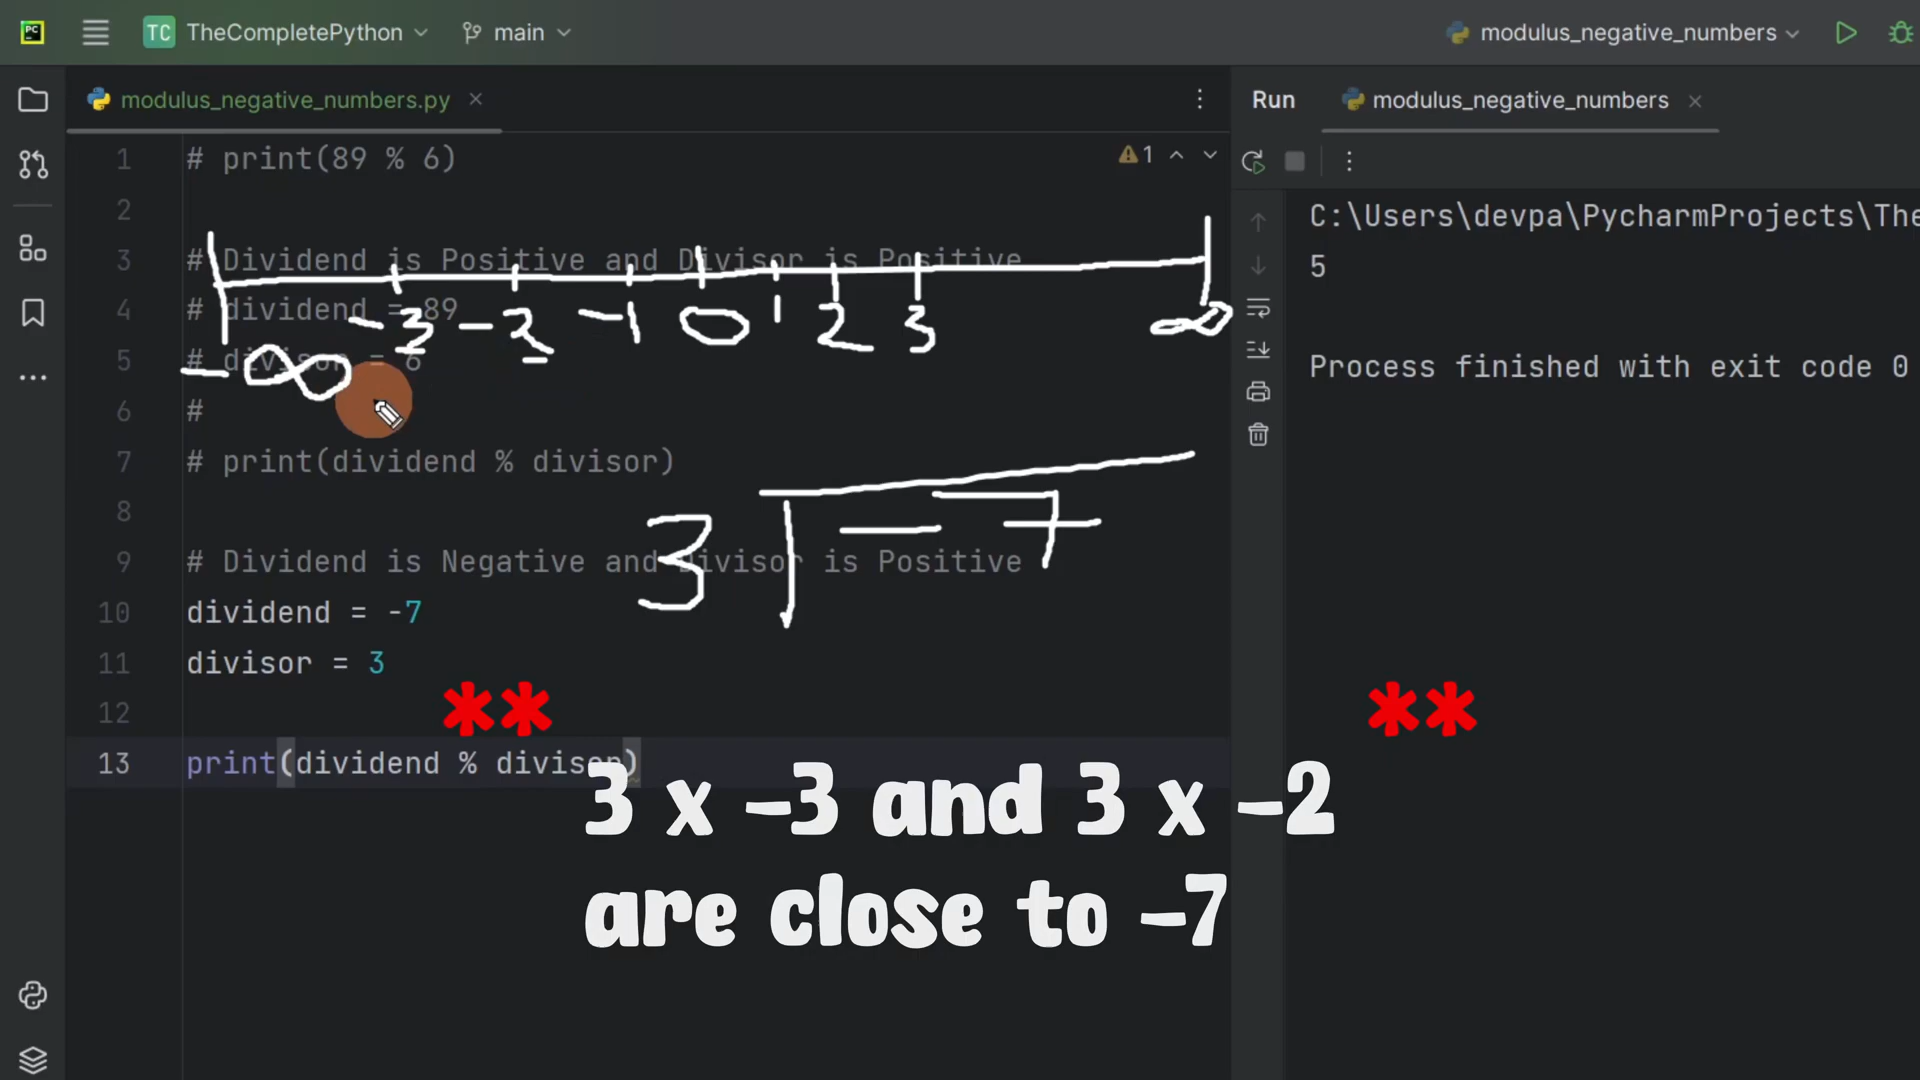 PC TC TheCompletePython main modulus_negative_numbers
modulus_negative_numbers.py
Run modulus_negative_numbers
1 # print(89 % 6)
1
2
3 # Dividend is Positive and Divisor is Positive
4 # dividend = 89
5 # divisor = 6
6 #
7 # print(dividend % divisor)
8
9 # Dividend is Negative and Divisor is Positive
10 dividend = -7
11 divisor = 3
12
13 print(dividend % divisor)
-3 -2 -1 0 1 2 3
-∞ ∞
3 -7
C:\Users\devpa\PycharmProjects\The
5
Process finished with exit code 0
** **
3 x -3 and 3 x -2
are close to -7